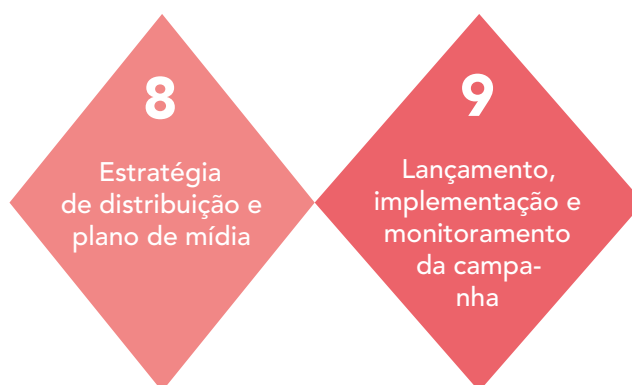 8
Estratégia
de distribuição e
plano de mídia
9
Lançamento,
implementação e
monitoramento
da campa-
nha